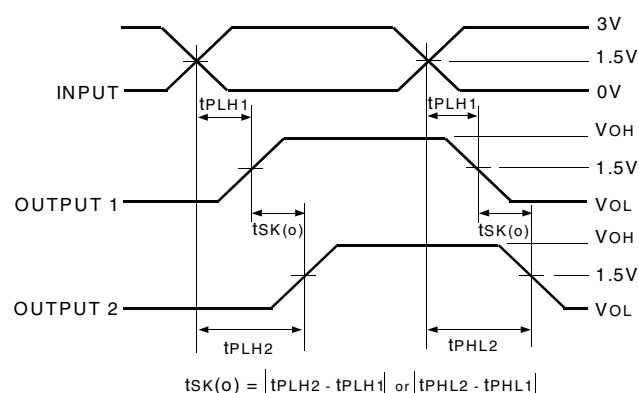 3V
1.5V
INPUT
0V
tPLH1 tPLH1
VOH
1.5V
OUTPUT 1
VOL
tSK(o) tSK(o)
VOH
1.5V
OUTPUT 2
VOL
tPLH2 tPHL2
tSK(o) = |tPLH2 - tPLH1| or |tPHL2 - tPHL1|